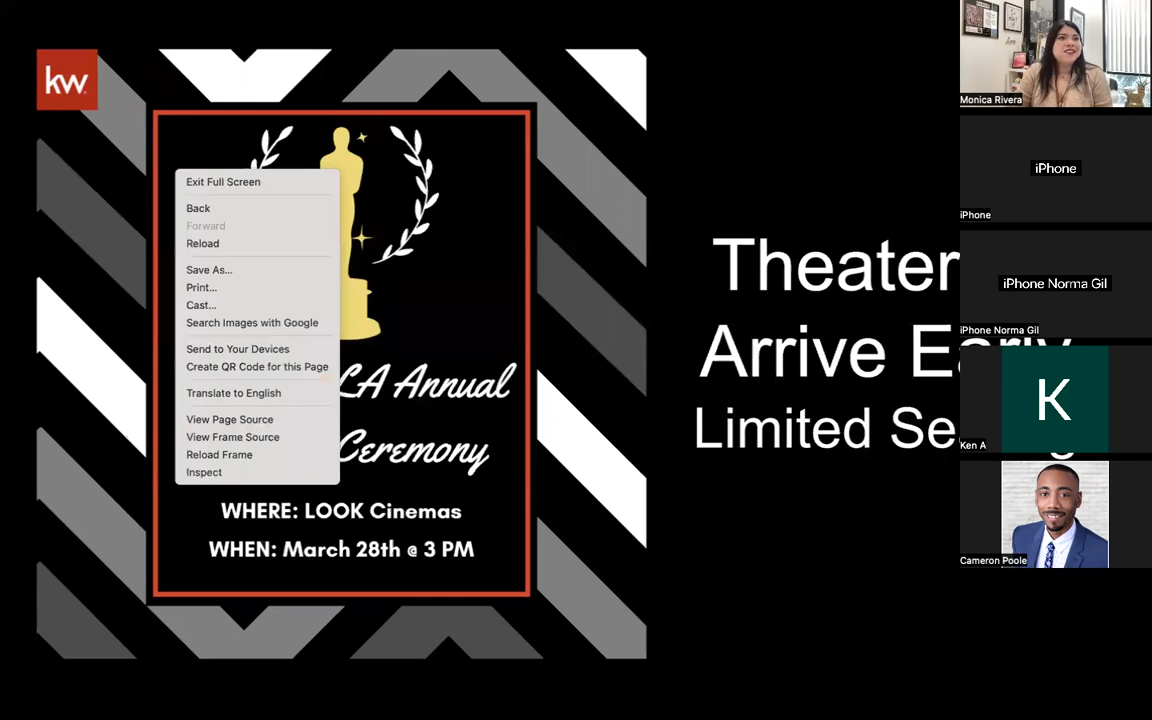 kw
Exit Full Screen
Back
Forward
Reload
Save As...
Print...
Cast...
Search Images with Google
Send to Your Devices
Create QR Code for this Page
Translate to English
View Page Source
View Frame Source
Reload Frame
Inspect
LA Annual
Ceremony
WHERE: LOOK Cinemas
WHEN: March 28th @ 3 PM
Theater
Arrive Early
Limited Se
Monica Rivera
iPhone
iPhone
iPhone Norma Gil
iPhone Norma Gil
K
Ken A
Cameron Poole